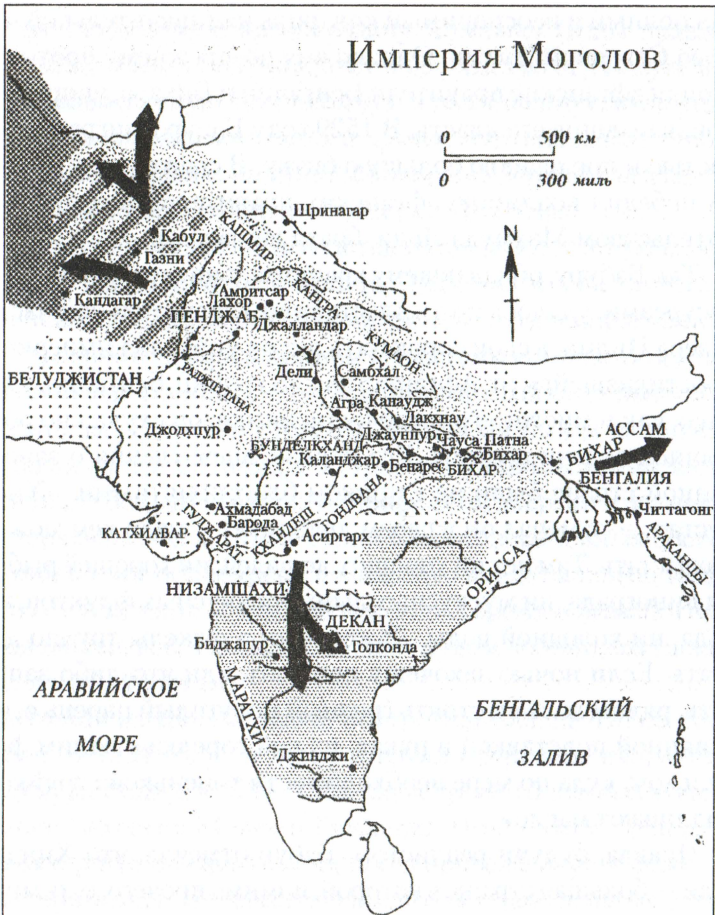 Империя Моголов
0 500 км
0 300 миль
N
Шринагар
КАШМИР
Кабул
Газни
КАНГРА
Кандагар
Амритсар
Лахор
ПЕНДЖАБ
Джалландар
КУМАОН
БЕЛУДЖИСТАН
РАДЖПУТАНА
Дели
Самбхал
Агра
Канаудж
Лакхнау
АССАМ
Джодхпур
Джаунпур
Чауса
Патна
БИХАР
БУНДЕЛКХАНД
Бихар
Каланджар
Бенарес
БИХАР
БЕНГАЛИЯ
ГОНДВАНА
Читтагонг
Ахмадабад
Барода
ГУДЖАРАТ
КХАНДЕШ
КАТХИАВАР
Асиргарх
АРАКАНЦЫ
ОРИССА
НИЗАМШАХИ
ДЕКАН
Биджапур
Голконда
МАРАТХИ
АРАВИЙСКОЕ
МОРЕ
БЕНГАЛЬСКИЙ
ЗАЛИВ
Джинджи